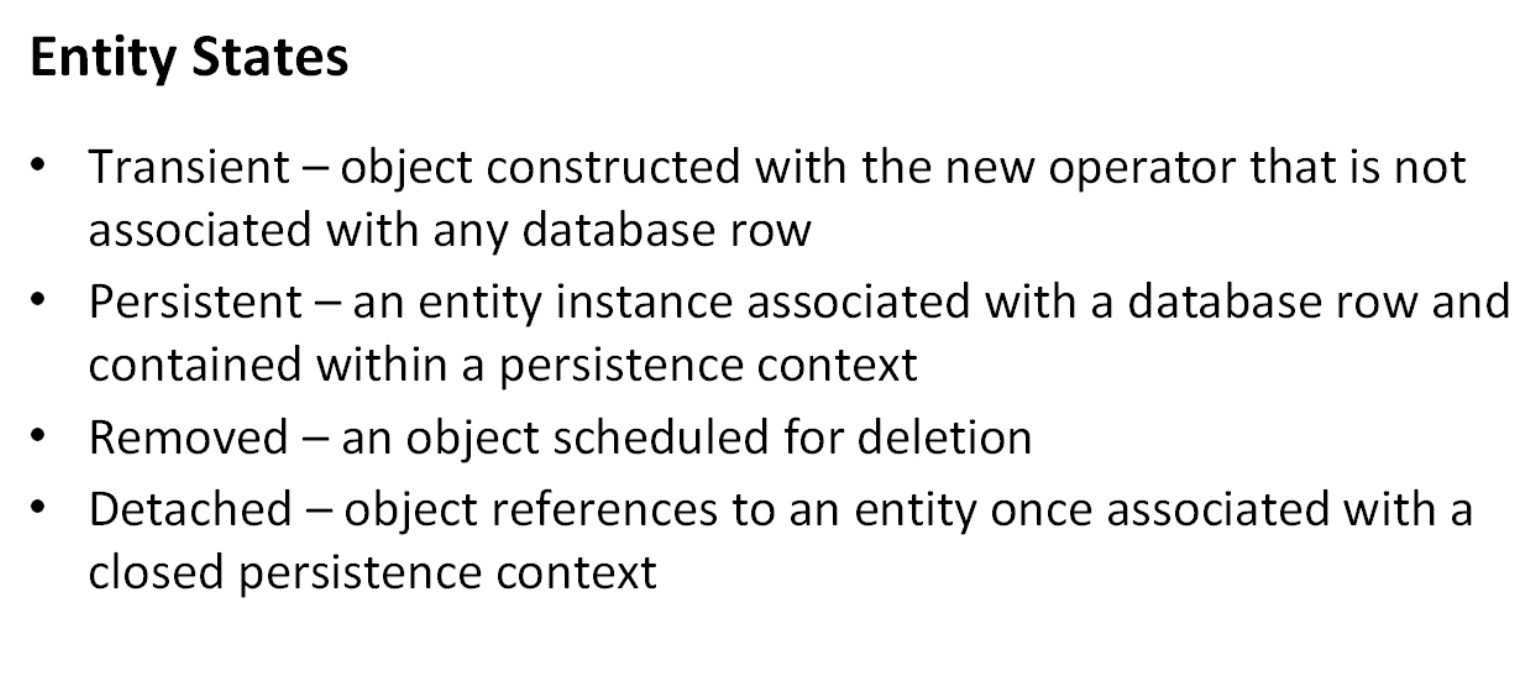 Entity States
• Transient – object constructed with the new operator that is not
associated with any database row
• Persistent – an entity instance associated with a database row and
contained within a persistence context
• Removed – an object scheduled for deletion
• Detached – object references to an entity once associated with a
closed persistence context